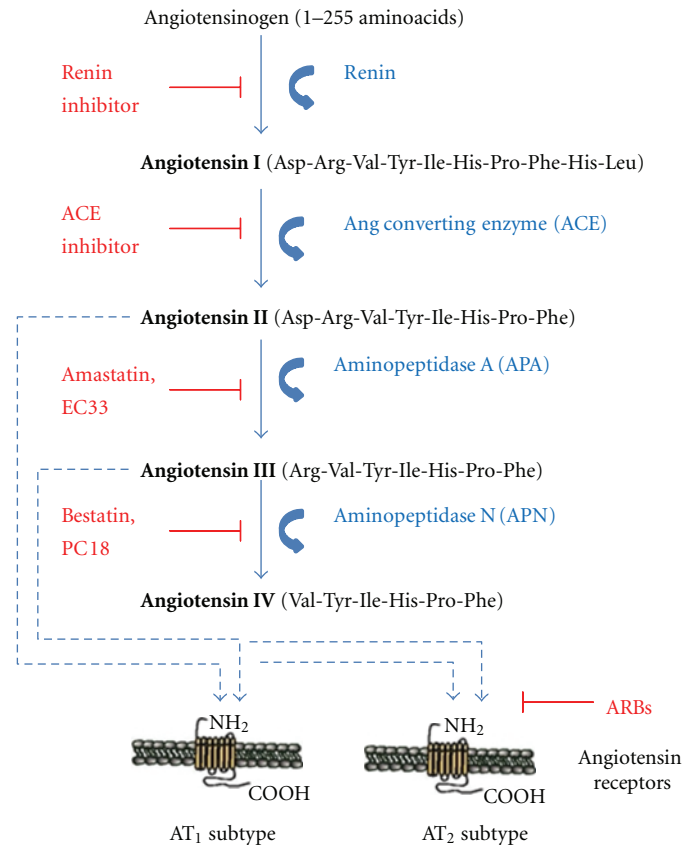 Angiotensinogen (1–255 aminoacids)
Renin
inhibitor
Renin
Angiotensin I (Asp-Arg-Val-Tyr-Ile-His-Pro-Phe-His-Leu)
ACE
inhibitor
Ang converting enzyme (ACE)
Angiotensin II (Asp-Arg-Val-Tyr-Ile-His-Pro-Phe)
Amastatin,
EC33
Aminopeptidase A (APA)
Angiotensin III (Arg-Val-Tyr-Ile-His-Pro-Phe)
Bestatin,
PC18
Aminopeptidase N (APN)
Angiotensin IV (Val-Tyr-Ile-His-Pro-Phe)
ARBs
NH₂
NH₂
COOH
COOH
Angiotensin
receptors
AT₁ subtype
AT₂ subtype